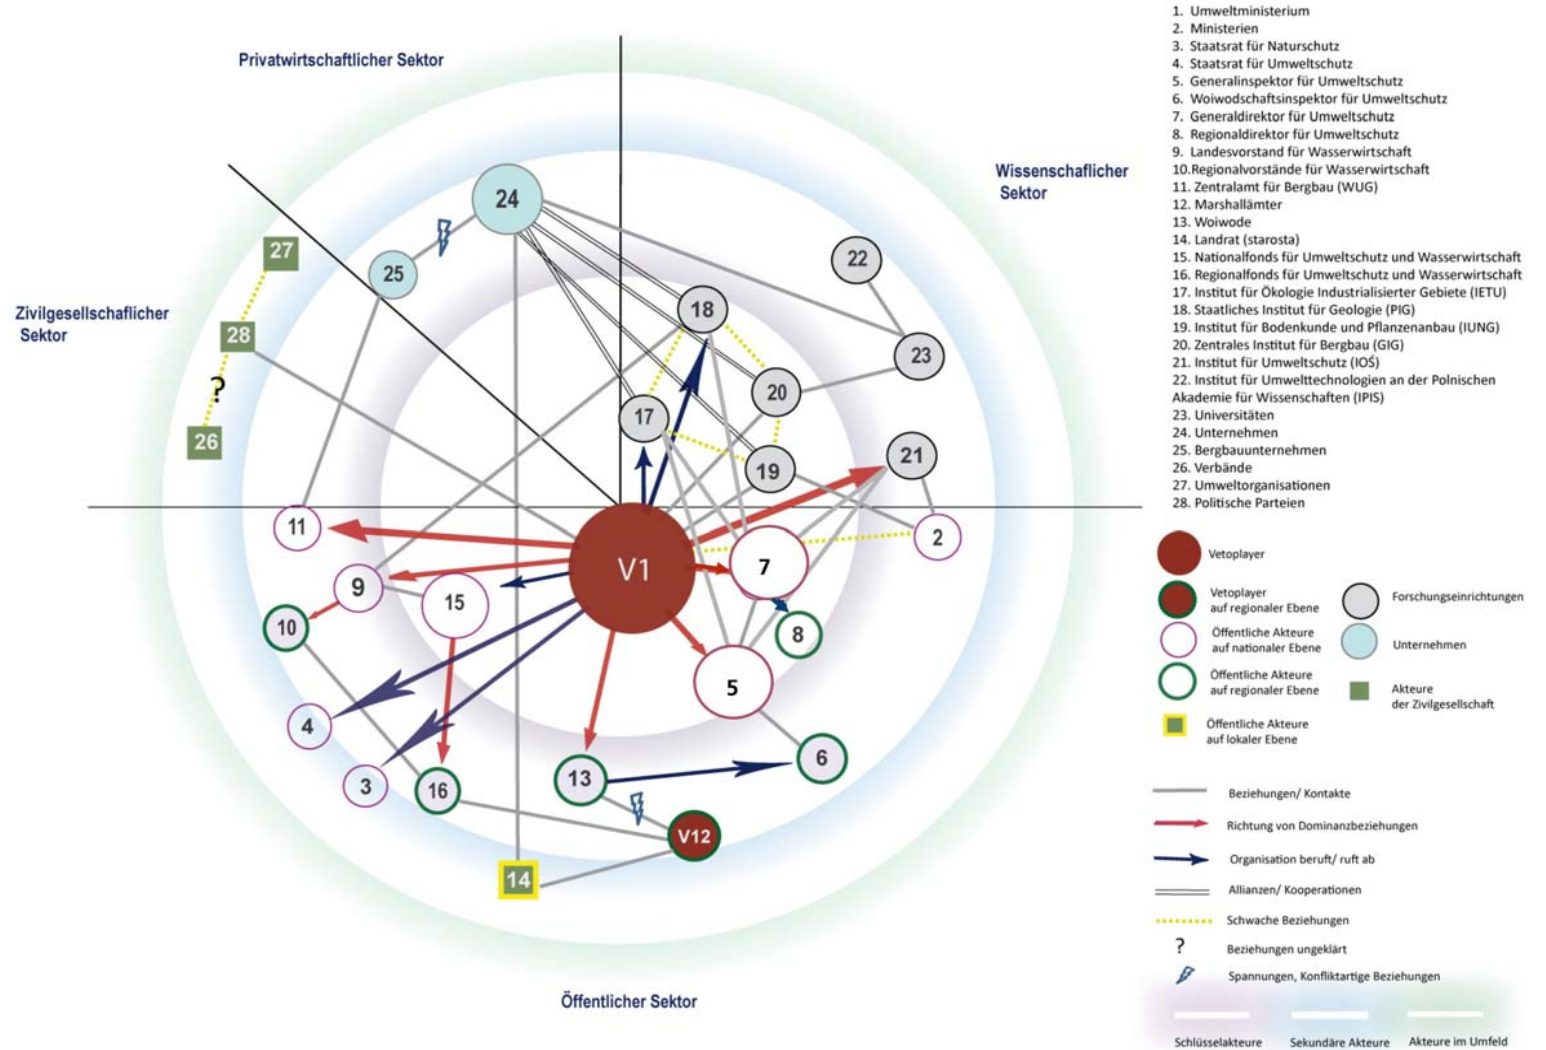 Privatwirtschaftlicher Sektor
Wissenschaflicher
Sektor
Zivilgesellschaflicher
Sektor
Öffentlicher Sektor
24
25
27
28
?
26
22
18
23
20
17
19
21
11
2
V1
7
9
15
10
8
5
4
3
16
13
6
V12
14
1. Umweltministerium
2. Ministerien
3. Staatsrat für Naturschutz
4. Staatsrat für Umweltschutz
5. Generalinspektor für Umweltschutz
6. Woiwodschaftsinspektor für Umweltschutz
7. Generaldirektor für Umweltschutz
8. Regionaldirektor für Umweltschutz
9. Landesvorstand für Wasserwirtschaft
10.Regionalvorstände für Wasserwirtschaft
11. Zentralamt für Bergbau (WUG)
12. Marshallämter
13. Woiwode
14. Landrat (starosta)
15. Nationalfonds für Umweltschutz und Wasserwirtschaft
16. Regionalfonds für Umweltschutz und Wasserwirtschaft
17. Institut für Ökologie Industrialisierter Gebiete (IETU)
18. Staatliches Institut für Geologie (PIG)
19. Institut für Bodenkunde und Pflanzenanbau (IUNG)
20. Zentrales Institut für Bergbau (GIG)
21. Institut für Umweltschutz (IOŚ)
22. Institut für Umwelttechnologien an der Polnischen
Akademie für Wissenschaften (IPIS)
23. Universitäten
24. Unternehmen
25. Bergbauunternehmen
26. Verbände
27. Umweltorganisationen
28. Politische Parteien
Vetoplayer
Vetoplayer
auf regionaler Ebene
Öffentliche Akteure
auf nationaler Ebene
Öffentliche Akteure
auf regionaler Ebene
Öffentliche Akteure
auf lokaler Ebene
Forschungseinrichtungen
Unternehmen
Akteure
der Zivilgesellschaft
Beziehungen/ Kontakte
Richtung von Dominanzbeziehungen
Organisation beruft/ ruft ab
Allianzen/ Kooperationen
Schwache Beziehungen
? Beziehungen ungeklärt
Spannungen, Konfliktartige Beziehungen
Schlüsselakteure
Sekundäre Akteure
Akteure im Umfeld